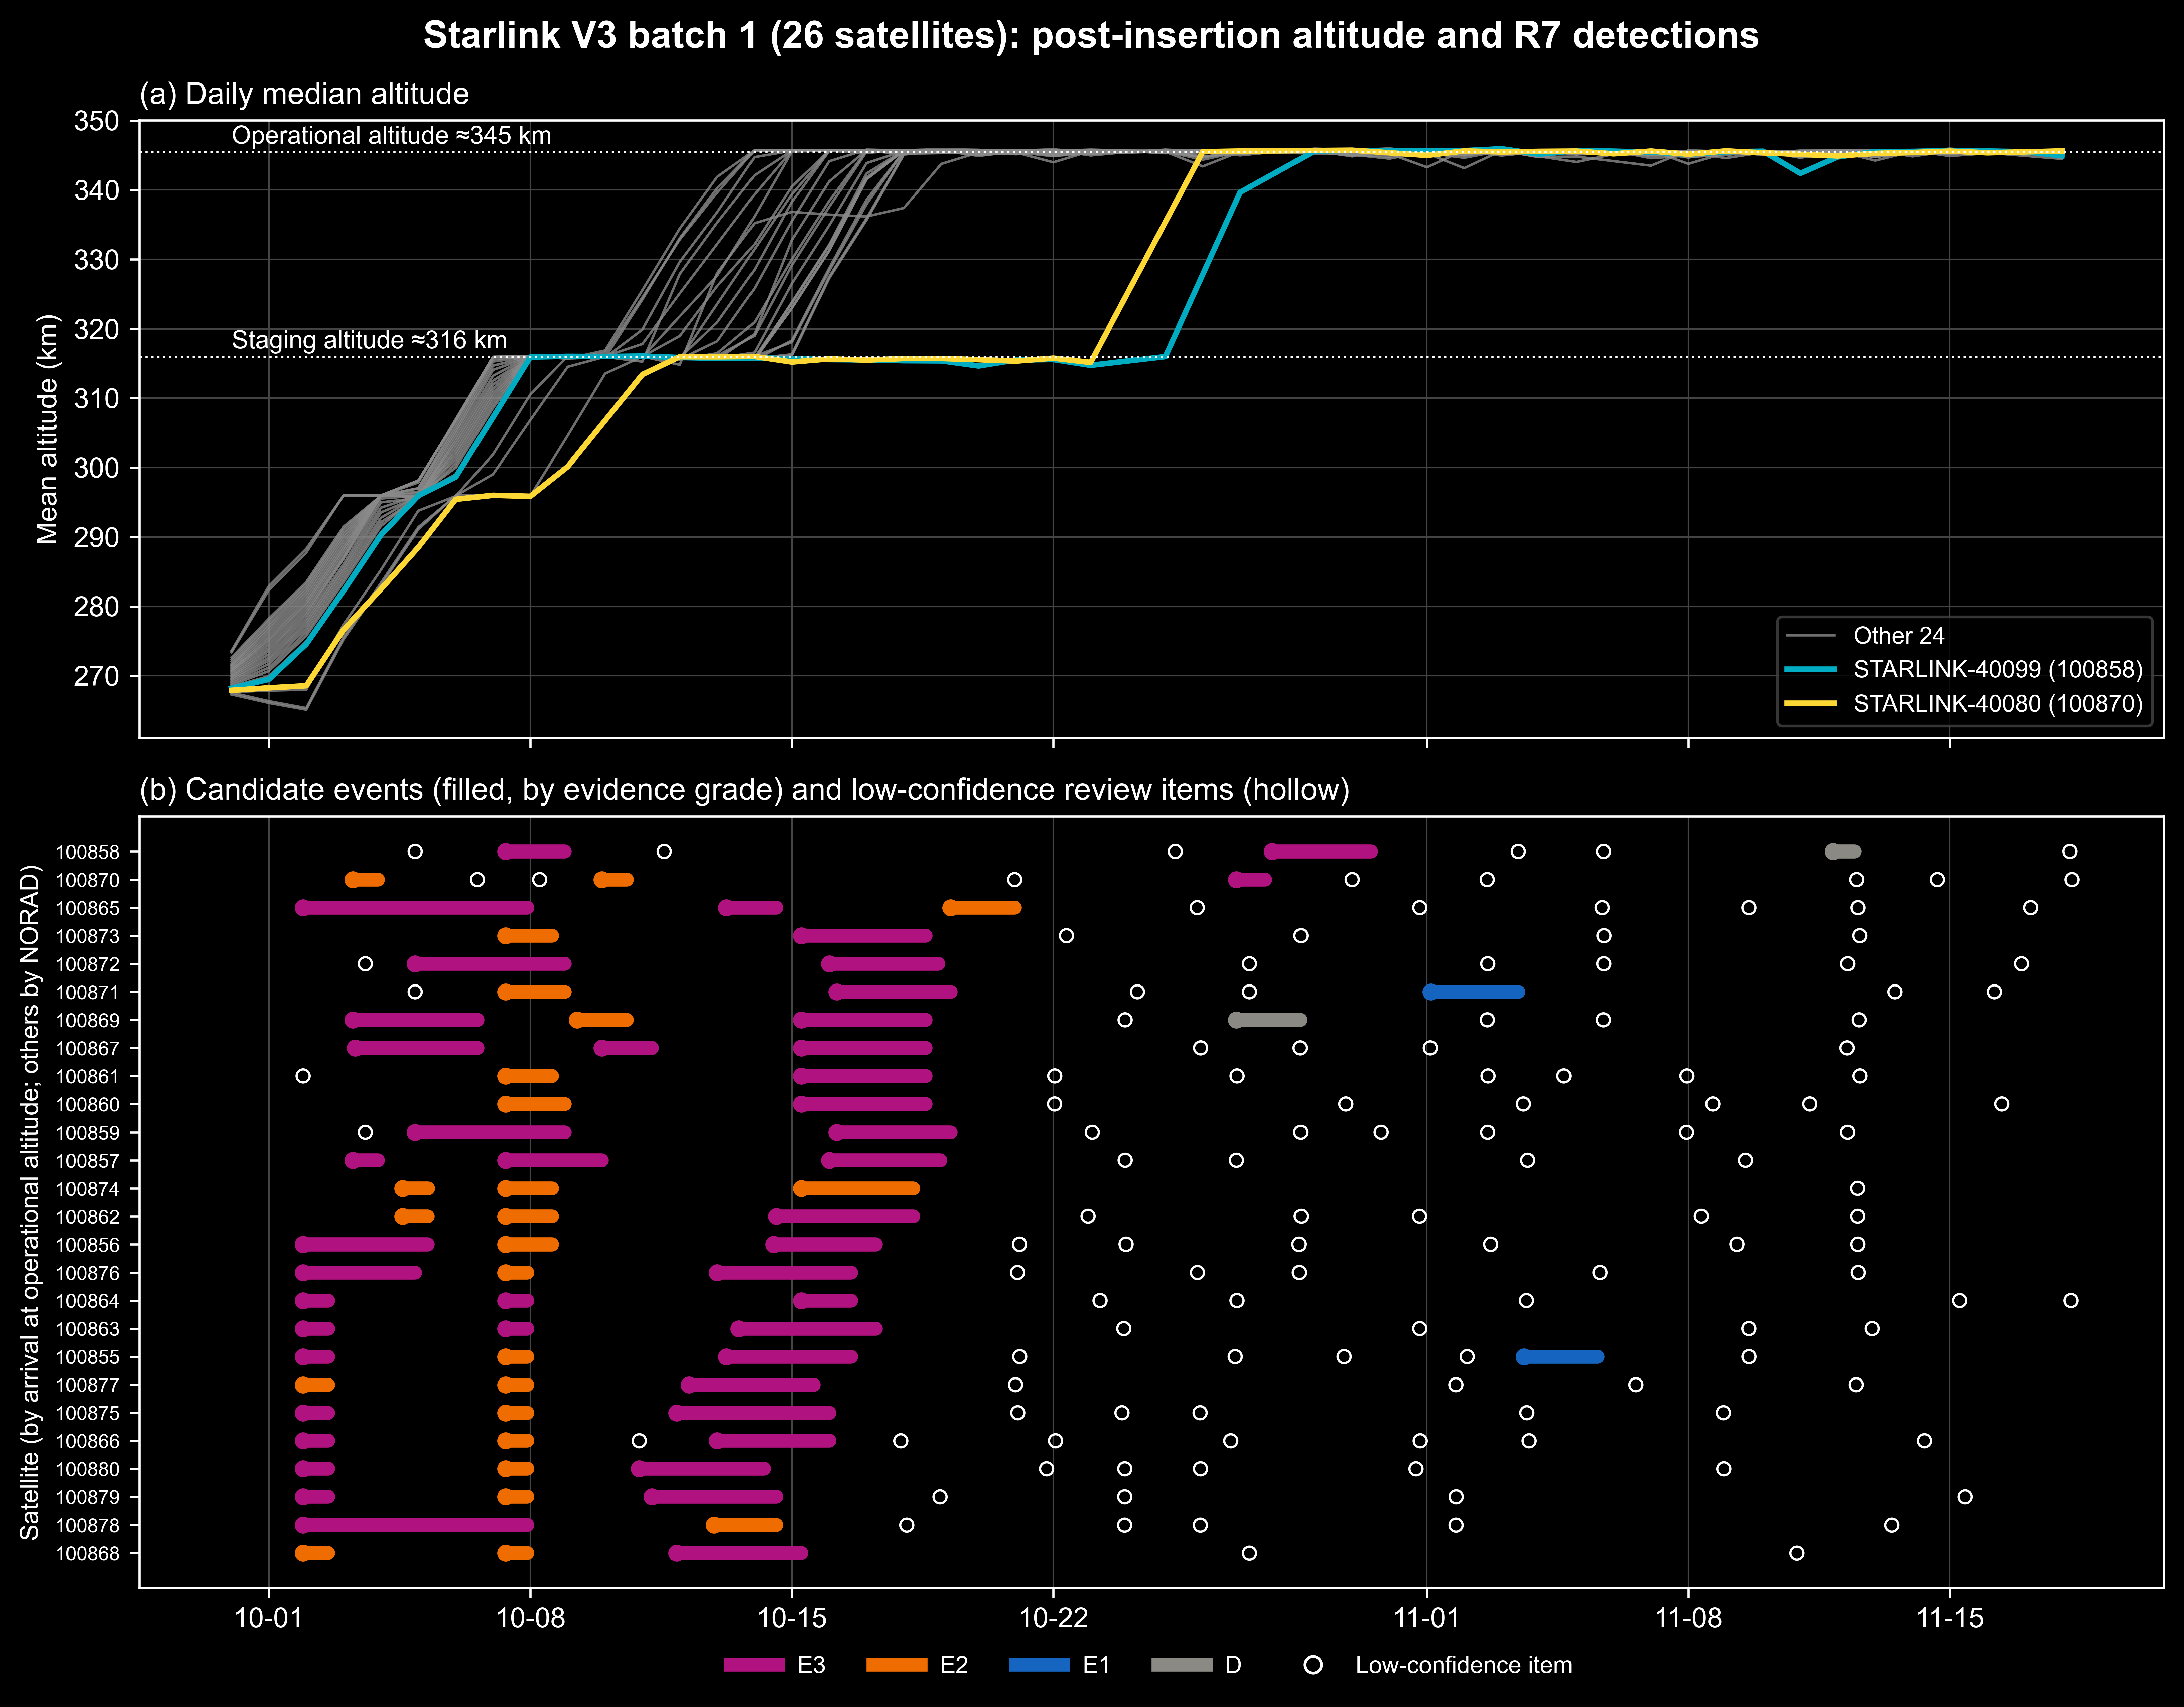 Starlink V3 batch 1 (26 satellites): post-insertion altitude and R7 detections
(a) Daily median altitude
Mean altitude (km)
350
340
330
320
310
300
290
280
270
Operational altitude ≈345 km
Staging altitude ≈316 km
Other 24
STARLINK-40099 (100858)
STARLINK-40080 (100870)
(b) Candidate events (filled, by evidence grade) and low-confidence review items (hollow)
Satellite (by arrival at operational altitude; others by NORAD)
100858
100870
100865
100873
100872
100871
100869
100867
100861
100860
100859
100857
100874
100862
100856
100876
100864
100863
100855
100877
100875
100866
100880
100879
100878
100868
10-01 10-08 10-15 10-22 11-01 11-08 11-15
E3 E2 E1 D Low-confidence item